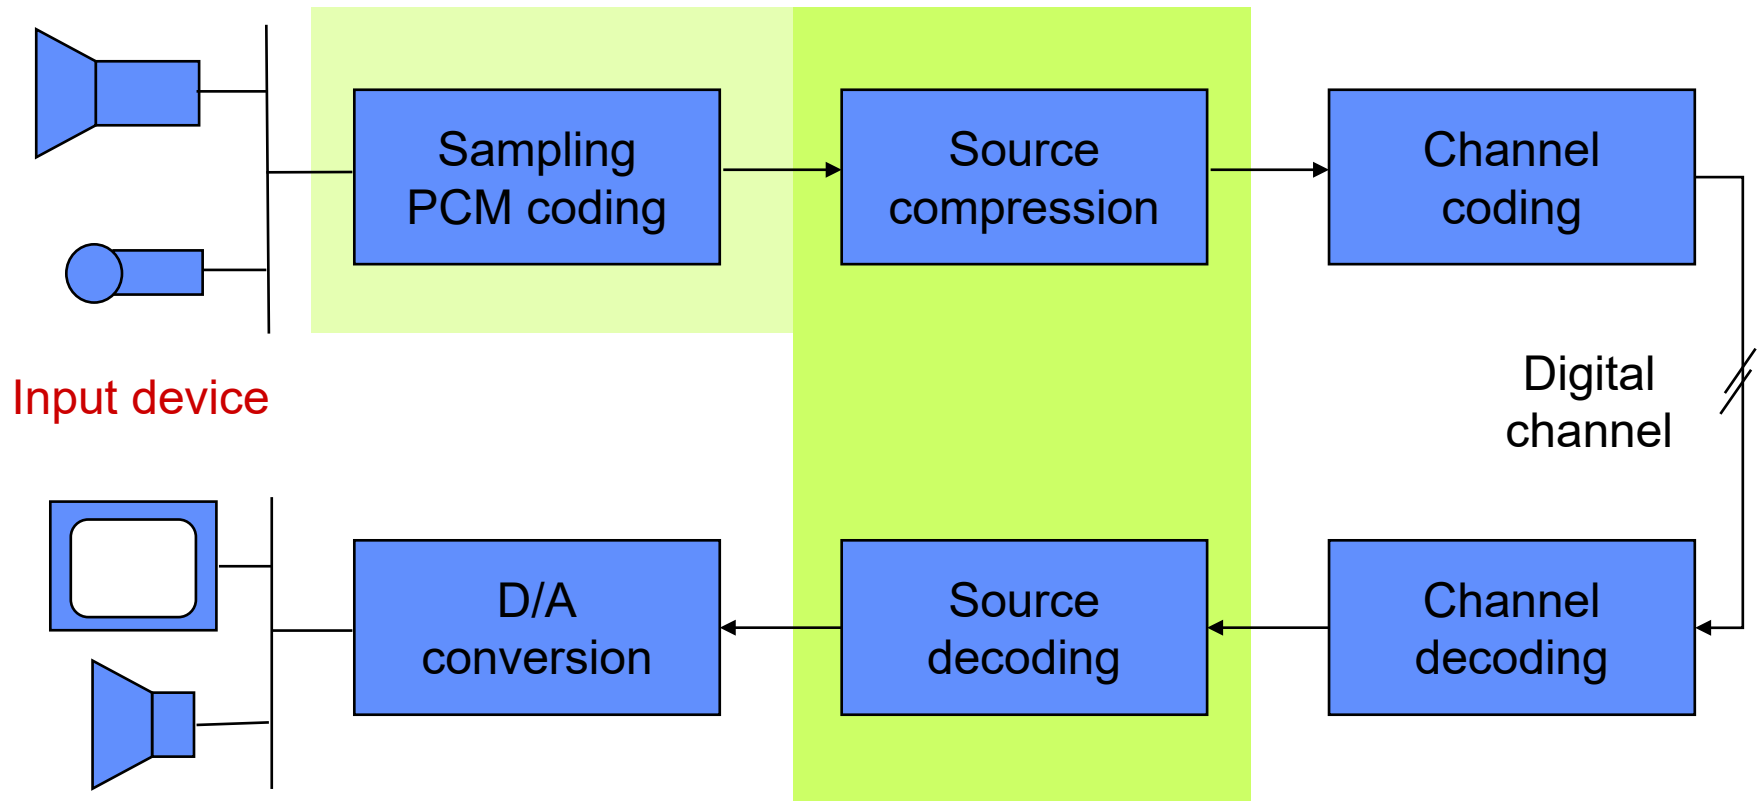 Sampling
PCM coding
Source
compression
Channel
coding
Input device
Digital
channel
D/A
conversion
Source
decoding
Channel
decoding